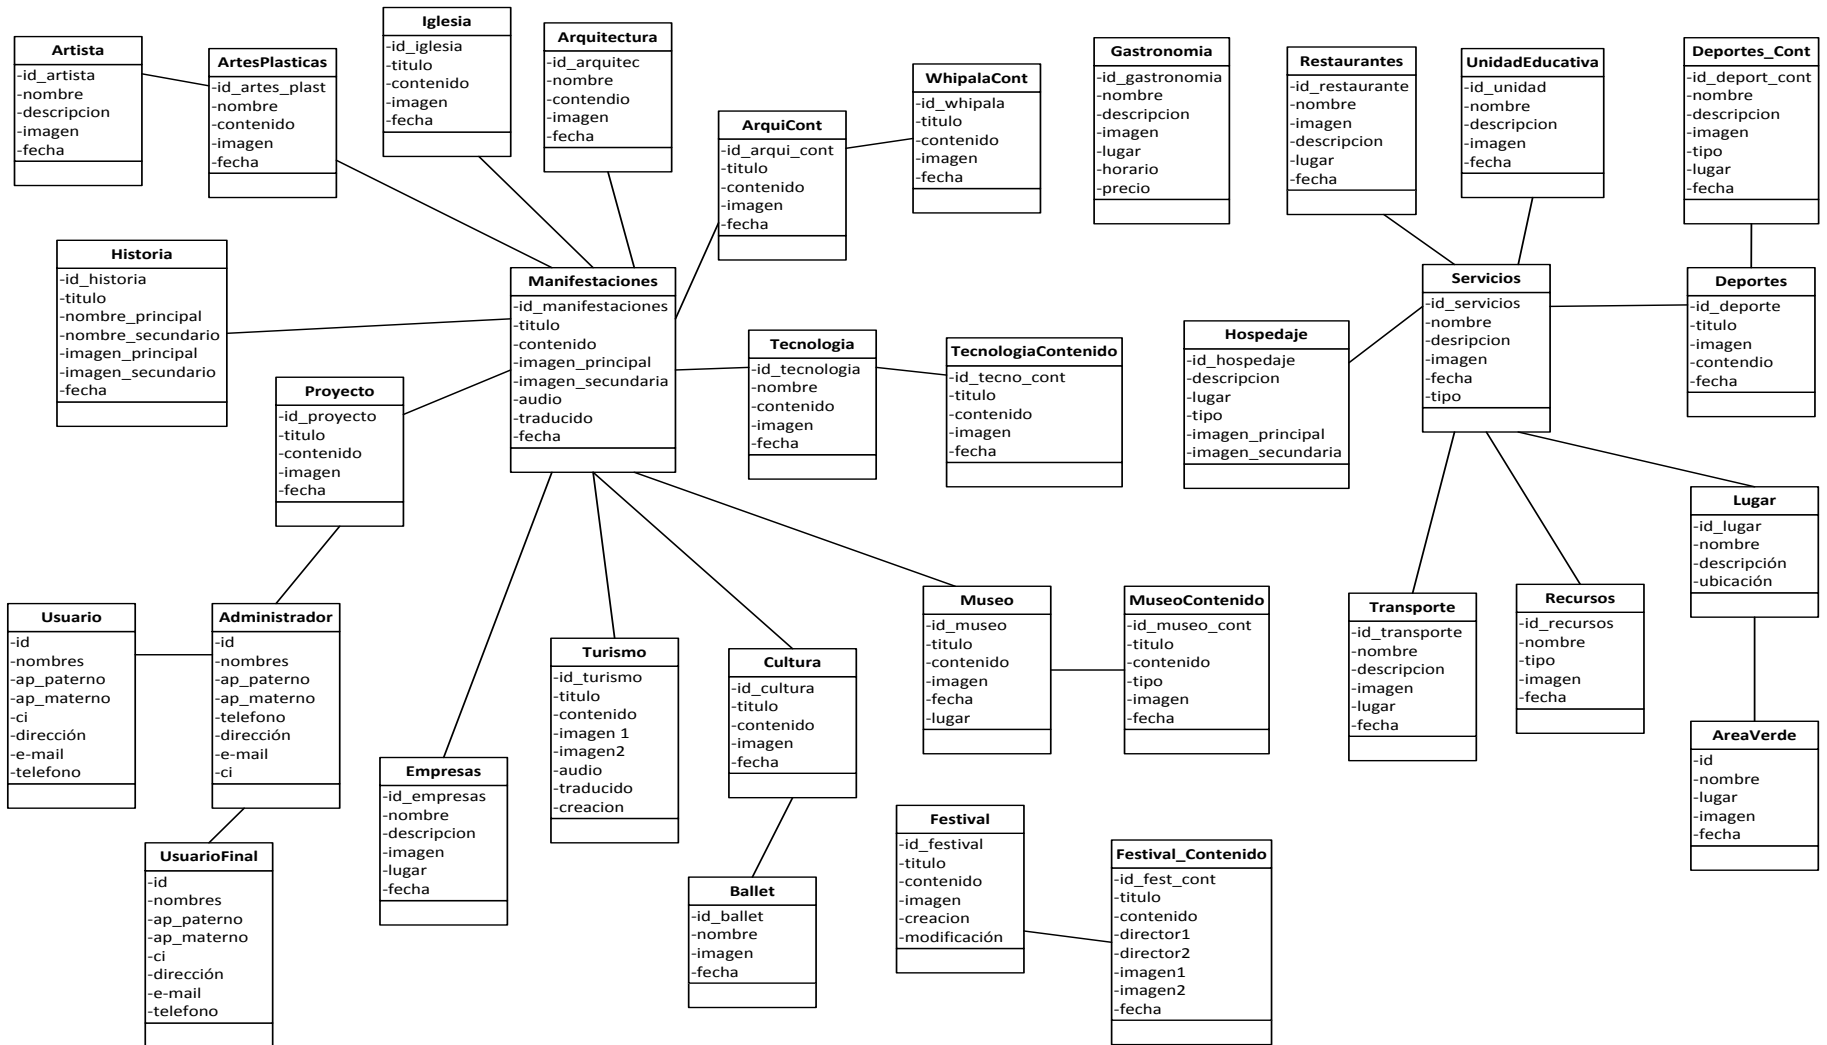 Artista
-id_artista
-nombre
-descripcion
-imagen
-fecha
ArtesPlasticas
-id_artes_plast
-nombre
-contenido
-imagen
-fecha
Iglesia
-id_iglesia
-titulo
-contenido
-imagen
-fecha
Arquitectura
-id_arquitec
-nombre
-contendio
-imagen
-fecha
ArquiCont
-id_arqui_cont
-titulo
-contenido
-imagen
-fecha
WhipalaCont
-id_whipala
-titulo
-contenido
-imagen
-fecha
Gastronomia
-id_gastronomia
-nombre
-descripcion
-imagen
-lugar
-horario
-precio
Restaurantes
-id_restaurante
-nombre
-imagen
-descripcion
-lugar
-fecha
UnidadEducativa
-id_unidad
-nombre
-descripcion
-imagen
-fecha
Deportes_Cont
-id_deport_cont
-nombre
-descripcion
-imagen
-tipo
-lugar
-fecha
Historia
-id_historia
-titulo
-nombre_principal
-nombre_secundario
-imagen_principal
-imagen_secundario
-fecha
Proyecto
-id_proyecto
-titulo
-contenido
-imagen
-fecha
Manifestaciones
-id_manifestaciones
-titulo
-contenido
-imagen_principal
-imagen_secundaria
-audio
-traducido
-fecha
Tecnologia
-id_tecnologia
-nombre
-contenido
-imagen
-fecha
TecnologiaContenido
-id_tecno_cont
-titulo
-contenido
-imagen
-fecha
Hospedaje
-id_hospedaje
-descripcion
-lugar
-tipo
-imagen_principal
-imagen_secundaria
Servicios
-id_servicios
-nombre
-desripcion
-imagen
-fecha
-tipo
Deportes
-id_deporte
-titulo
-imagen
-contendio
-fecha
Lugar
-id_lugar
-nombre
-descripción
-ubicación
Usuario
-id
-nombres
-ap_paterno
-ap_materno
-ci
-dirección
-e-mail
-telefono
Administrador
-id
-nombres
-ap_paterno
-ap_materno
-telefono
-dirección
-e-mail
-ci
UsuarioFinal
-id
-nombres
-ap_paterno
-ap_materno
-ci
-dirección
-e-mail
-telefono
Empresas
-id_empresas
-nombre
-descripcion
-imagen
-lugar
-fecha
Turismo
-id_turismo
-titulo
-contenido
-imagen 1
-imagen2
-audio
-traducido
-creacion
Cultura
-id_cultura
-titulo
-contenido
-imagen
-fecha
Ballet
-id_ballet
-nombre
-imagen
-fecha
Museo
-id_museo
-titulo
-contenido
-imagen
-fecha
-lugar
MuseoContenido
-id_museo_cont
-titulo
-contenido
-tipo
-imagen
-fecha
Festival
-id_festival
-titulo
-contenido
-imagen
-creacion
-modificación
Festival_Contenido
-id_fest_cont
-titulo
-contenido
-director1
-director2
-imagen1
-imagen2
-fecha
Transporte
-id_transporte
-nombre
-descripcion
-imagen
-lugar
-fecha
Recursos
-id_recursos
-nombre
-tipo
-imagen
-fecha
AreaVerde
-id
-nombre
-lugar
-imagen
-fecha